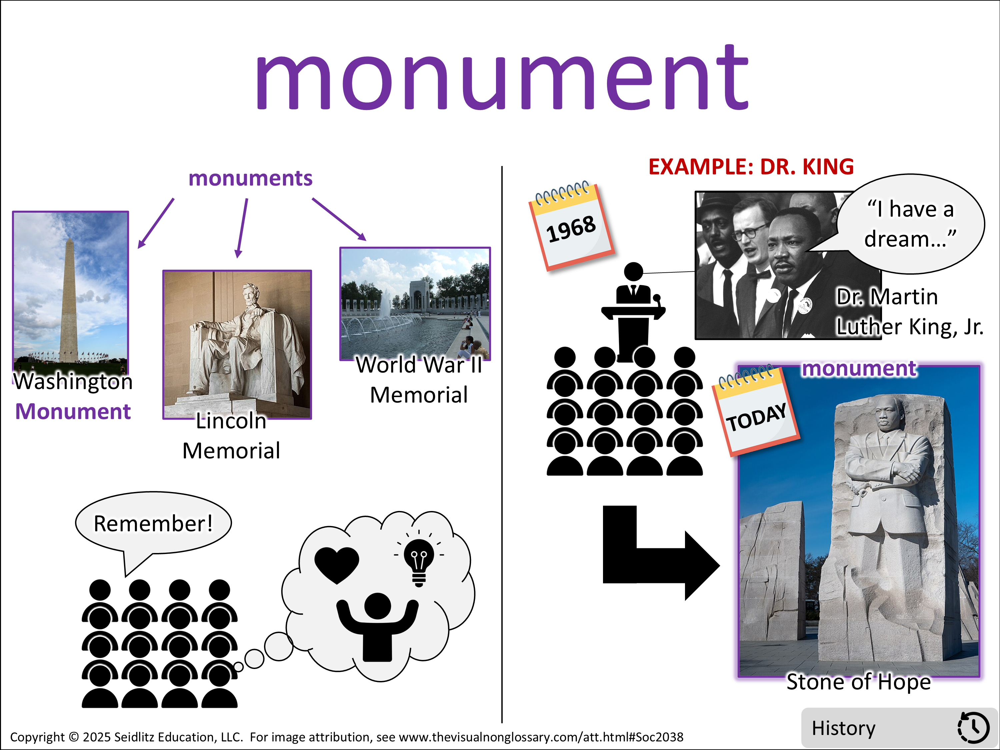 monument
monuments
Washington
Monument
Lincoln
Memorial
World War II
Memorial
Remember!
EXAMPLE: DR. KING
1968
“I have a
dream...”
Dr. Martin
Luther King, Jr.
monument
TODAY
Stone of Hope
History
Copyright © 2025 Seidlitz Education, LLC.  For image attribution, see www.thevisualnonglossary.com/att.html#Soc2038